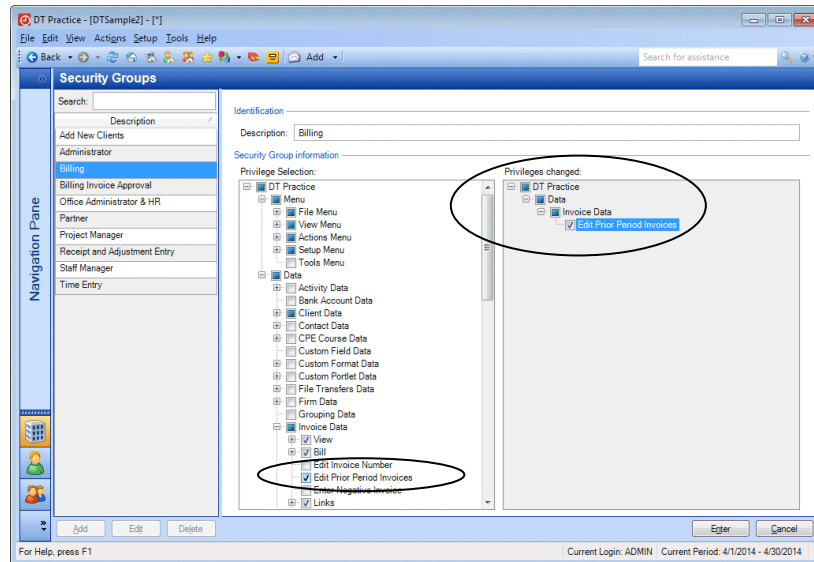 DT Practice - [DTSample2] - [*]
File Edit View Actions Setup Tools Help
Back Add Search for assistance
Security Groups
Search:
Description
Add New Clients
Administrator
Billing
Billing Invoice Approval
Office Administrator & HR
Partner
Project Manager
Receipt and Adjustment Entry
Staff Manager
Time Entry
Navigation Pane
Identification
Description: Billing
Security Group information
Privilege Selection:
DT Practice
Menu
File Menu
View Menu
Actions Menu
Setup Menu
Tools Menu
Data
Activity Data
Bank Account Data
Client Data
Contact Data
CPE Course Data
Custom Field Data
Custom Format Data
Custom Portlet Data
File Transfers Data
Firm Data
Grouping Data
Invoice Data
View
Bill
Edit Invoice Number
Edit Prior Period Invoices
Enter Negative Invoice
Links
Privileges changed:
DT Practice
Data
Invoice Data
Edit Prior Period Invoices
Add Edit Delete Enter Cancel
For Help, press F1 Current Login: ADMIN Current Period: 4/1/2014 - 4/30/2014